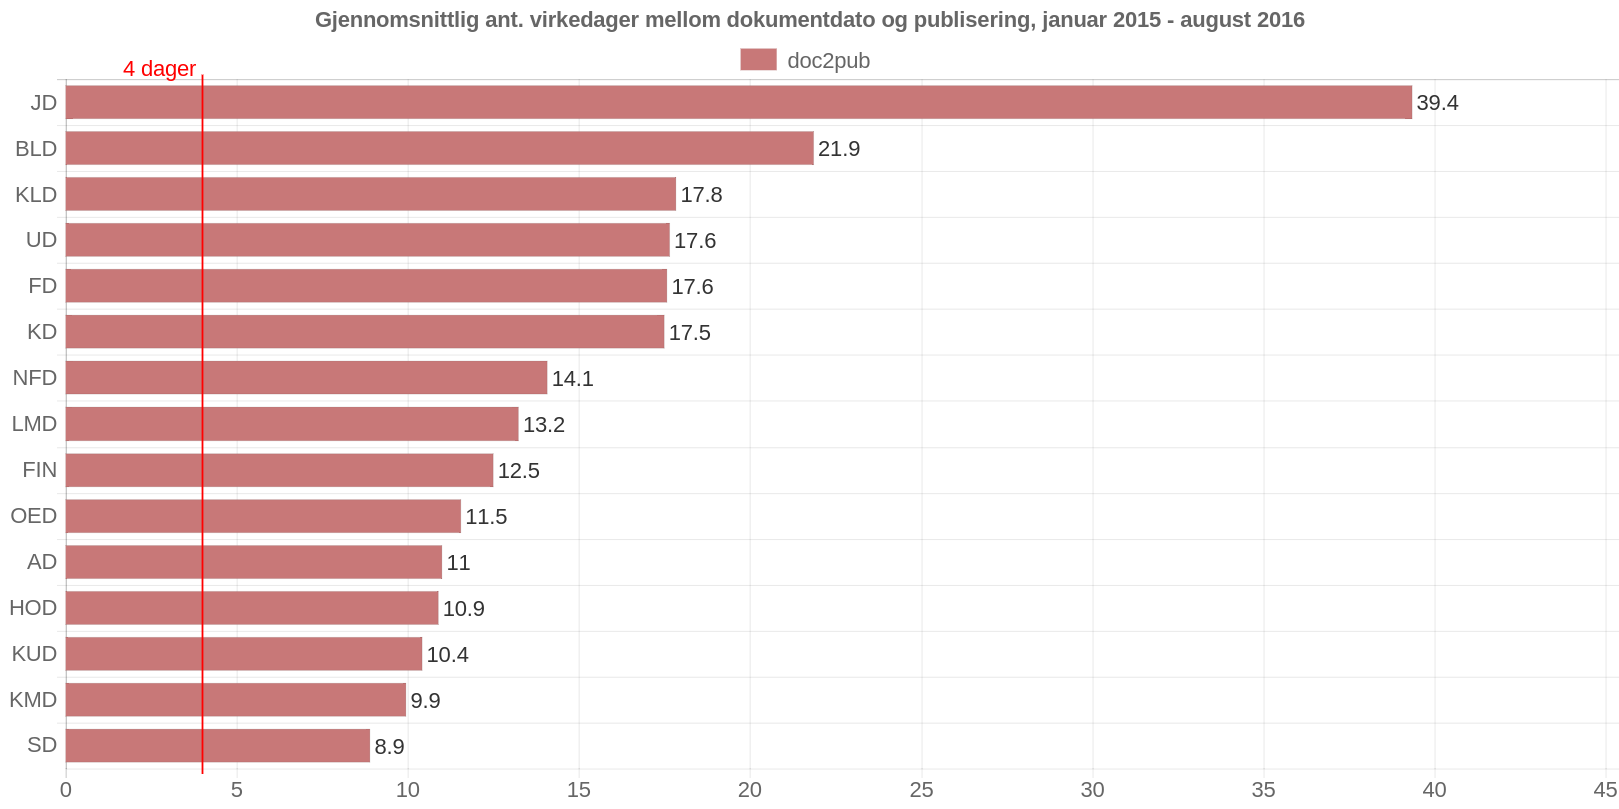 Gjennomsnittlig ant. virkedager mellom dokumentdato og publisering, januar 2015 - august 2016
doc2pub
4 dager
JD 39.4
BLD 21.9
KLD 17.8
UD 17.6
FD 17.6
KD 17.5
NFD 14.1
LMD 13.2
FIN 12.5
OED 11.5
AD 11
HOD 10.9
KUD 10.4
KMD 9.9
SD 8.9
0 5 10 15 20 25 30 35 40 45